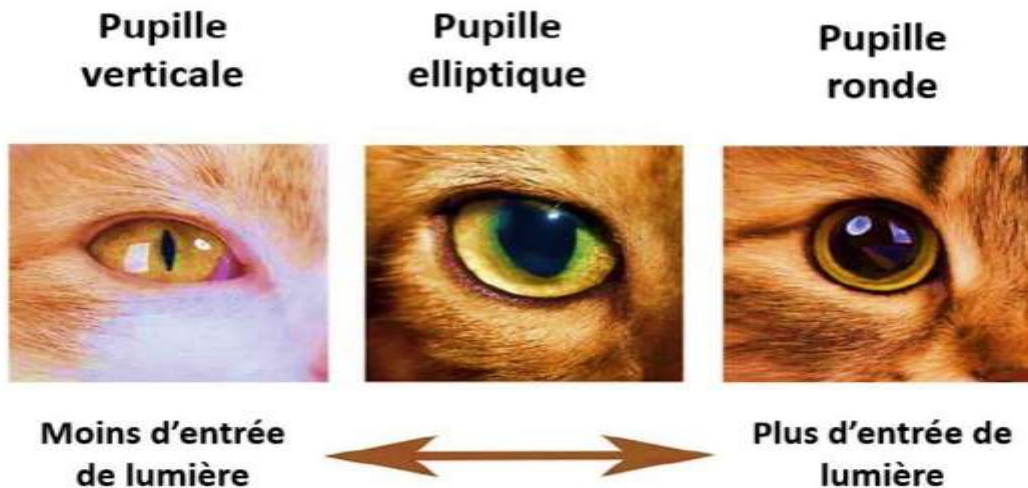 Pupille
verticale
Pupille
elliptique
Pupille
ronde
Moins d'entrée
de lumière
Plus d'entrée de
lumière